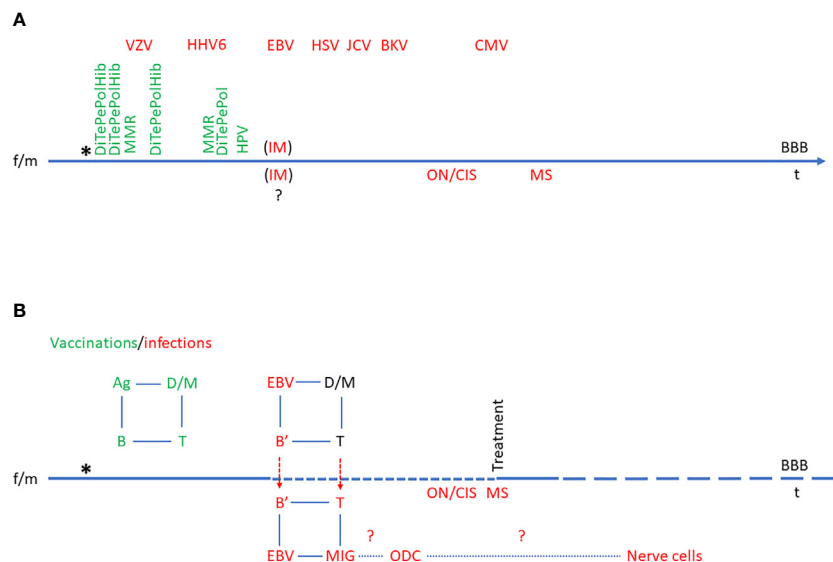 A
VZV HHV6 EBV HSV JCV BKV CMV
DiTePePolHib
DiTePePolHib
MMR
DiTePePolHib
MMR
DiTePePol
HPV
(IM) BBB
f/m *
(IM) ON/CIS MS t
?
B
Vaccinations/infections
Ag D/M EBV D/M
Treatment
B T B' T
f/m * BBB
ON/CIS MS t
B' T
? ?
EBV MIG ODC Nerve cells